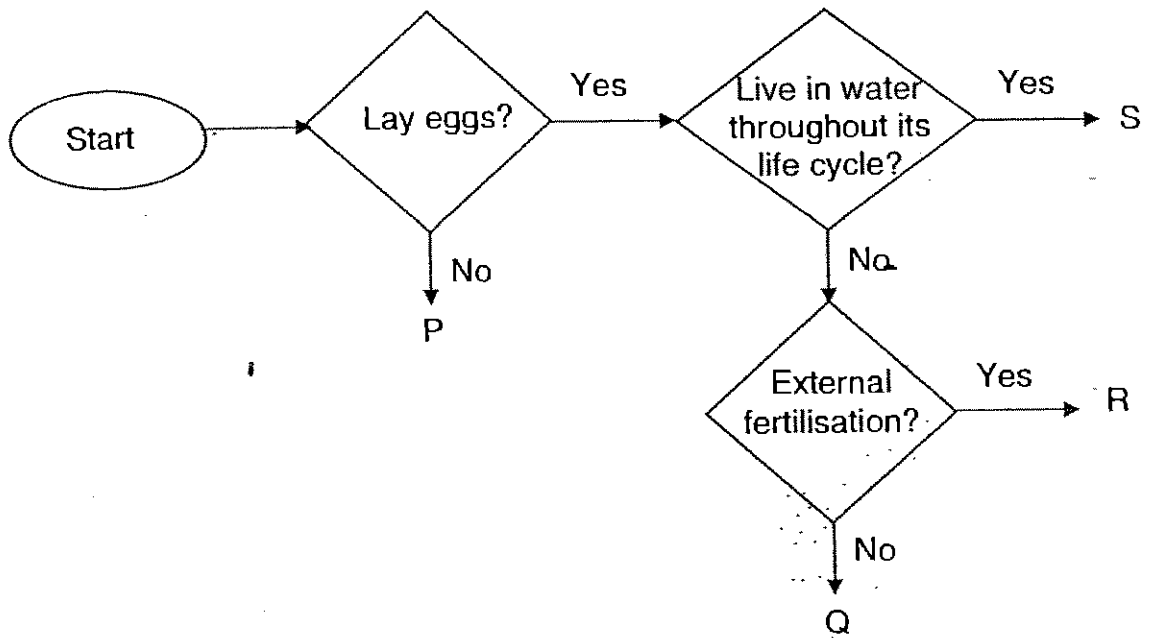 Start
Lay eggs?
Yes
Live in water
throughout its
life cycle?
Yes
S
No
P
No
External
fertilisation?
Yes
R
No
Q